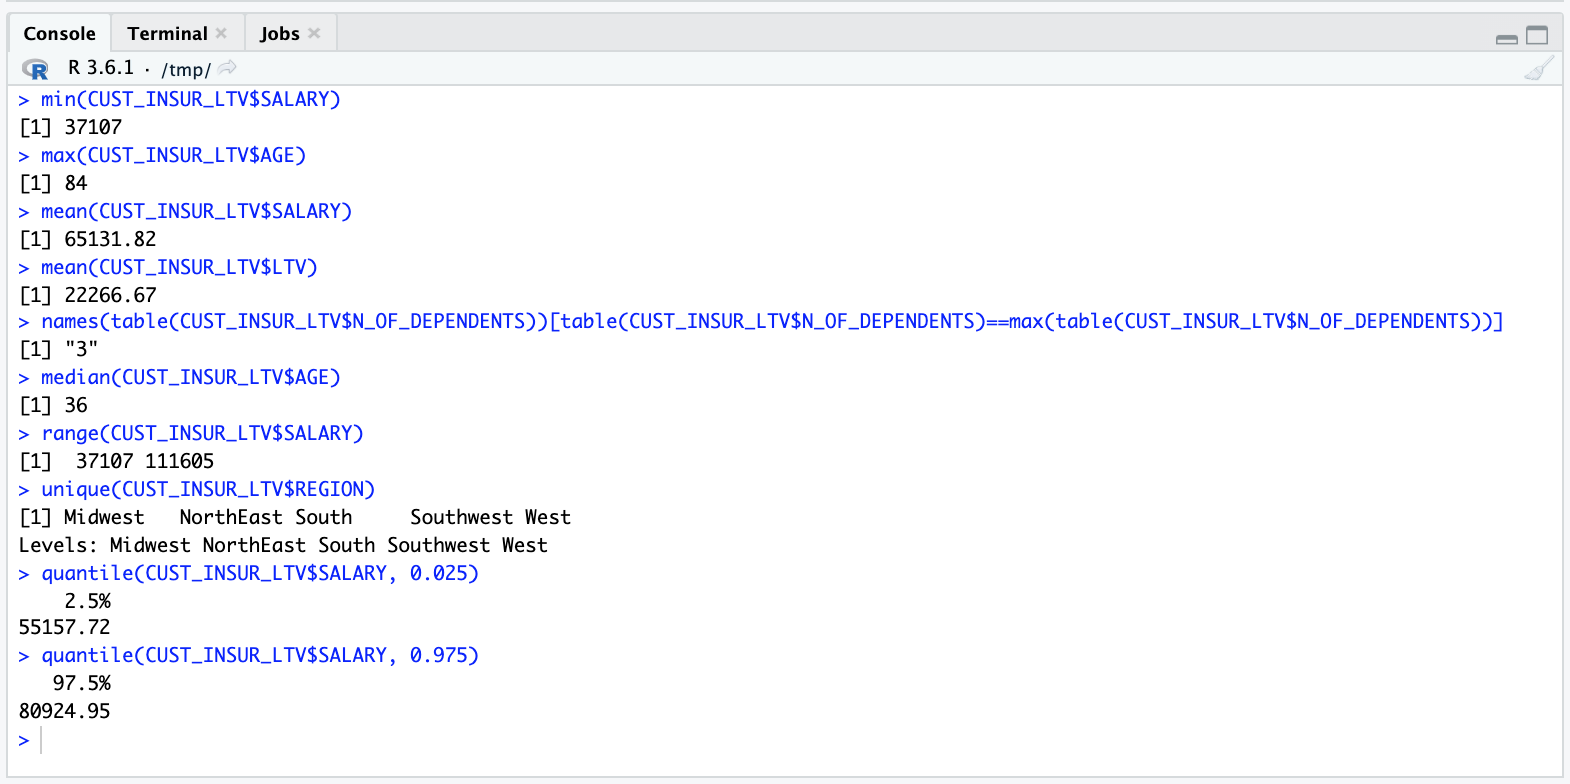 Console Terminal × Jobs ×
R R 3.6.1 · /tmp/
> min(CUST_INSUR_LTV$SALARY)
[1] 37107
> max(CUST_INSUR_LTV$AGE)
[1] 84
> mean(CUST_INSUR_LTV$SALARY)
[1] 65131.82
> mean(CUST_INSUR_LTV$LTV)
[1] 22266.67
> names(table(CUST_INSUR_LTV$N_OF_DEPENDENTS))[table(CUST_INSUR_LTV$N_OF_DEPENDENTS)==max(table(CUST_INSUR_LTV$N_OF_DEPENDENTS))]
[1] "3"
> median(CUST_INSUR_LTV$AGE)
[1] 36
> range(CUST_INSUR_LTV$SALARY)
[1]  37107 111605
> unique(CUST_INSUR_LTV$REGION)
[1] Midwest   NorthEast South     Southwest West
Levels: Midwest NorthEast South Southwest West
> quantile(CUST_INSUR_LTV$SALARY, 0.025)
    2.5%
55157.72
> quantile(CUST_INSUR_LTV$SALARY, 0.975)
   97.5%
80924.95
>